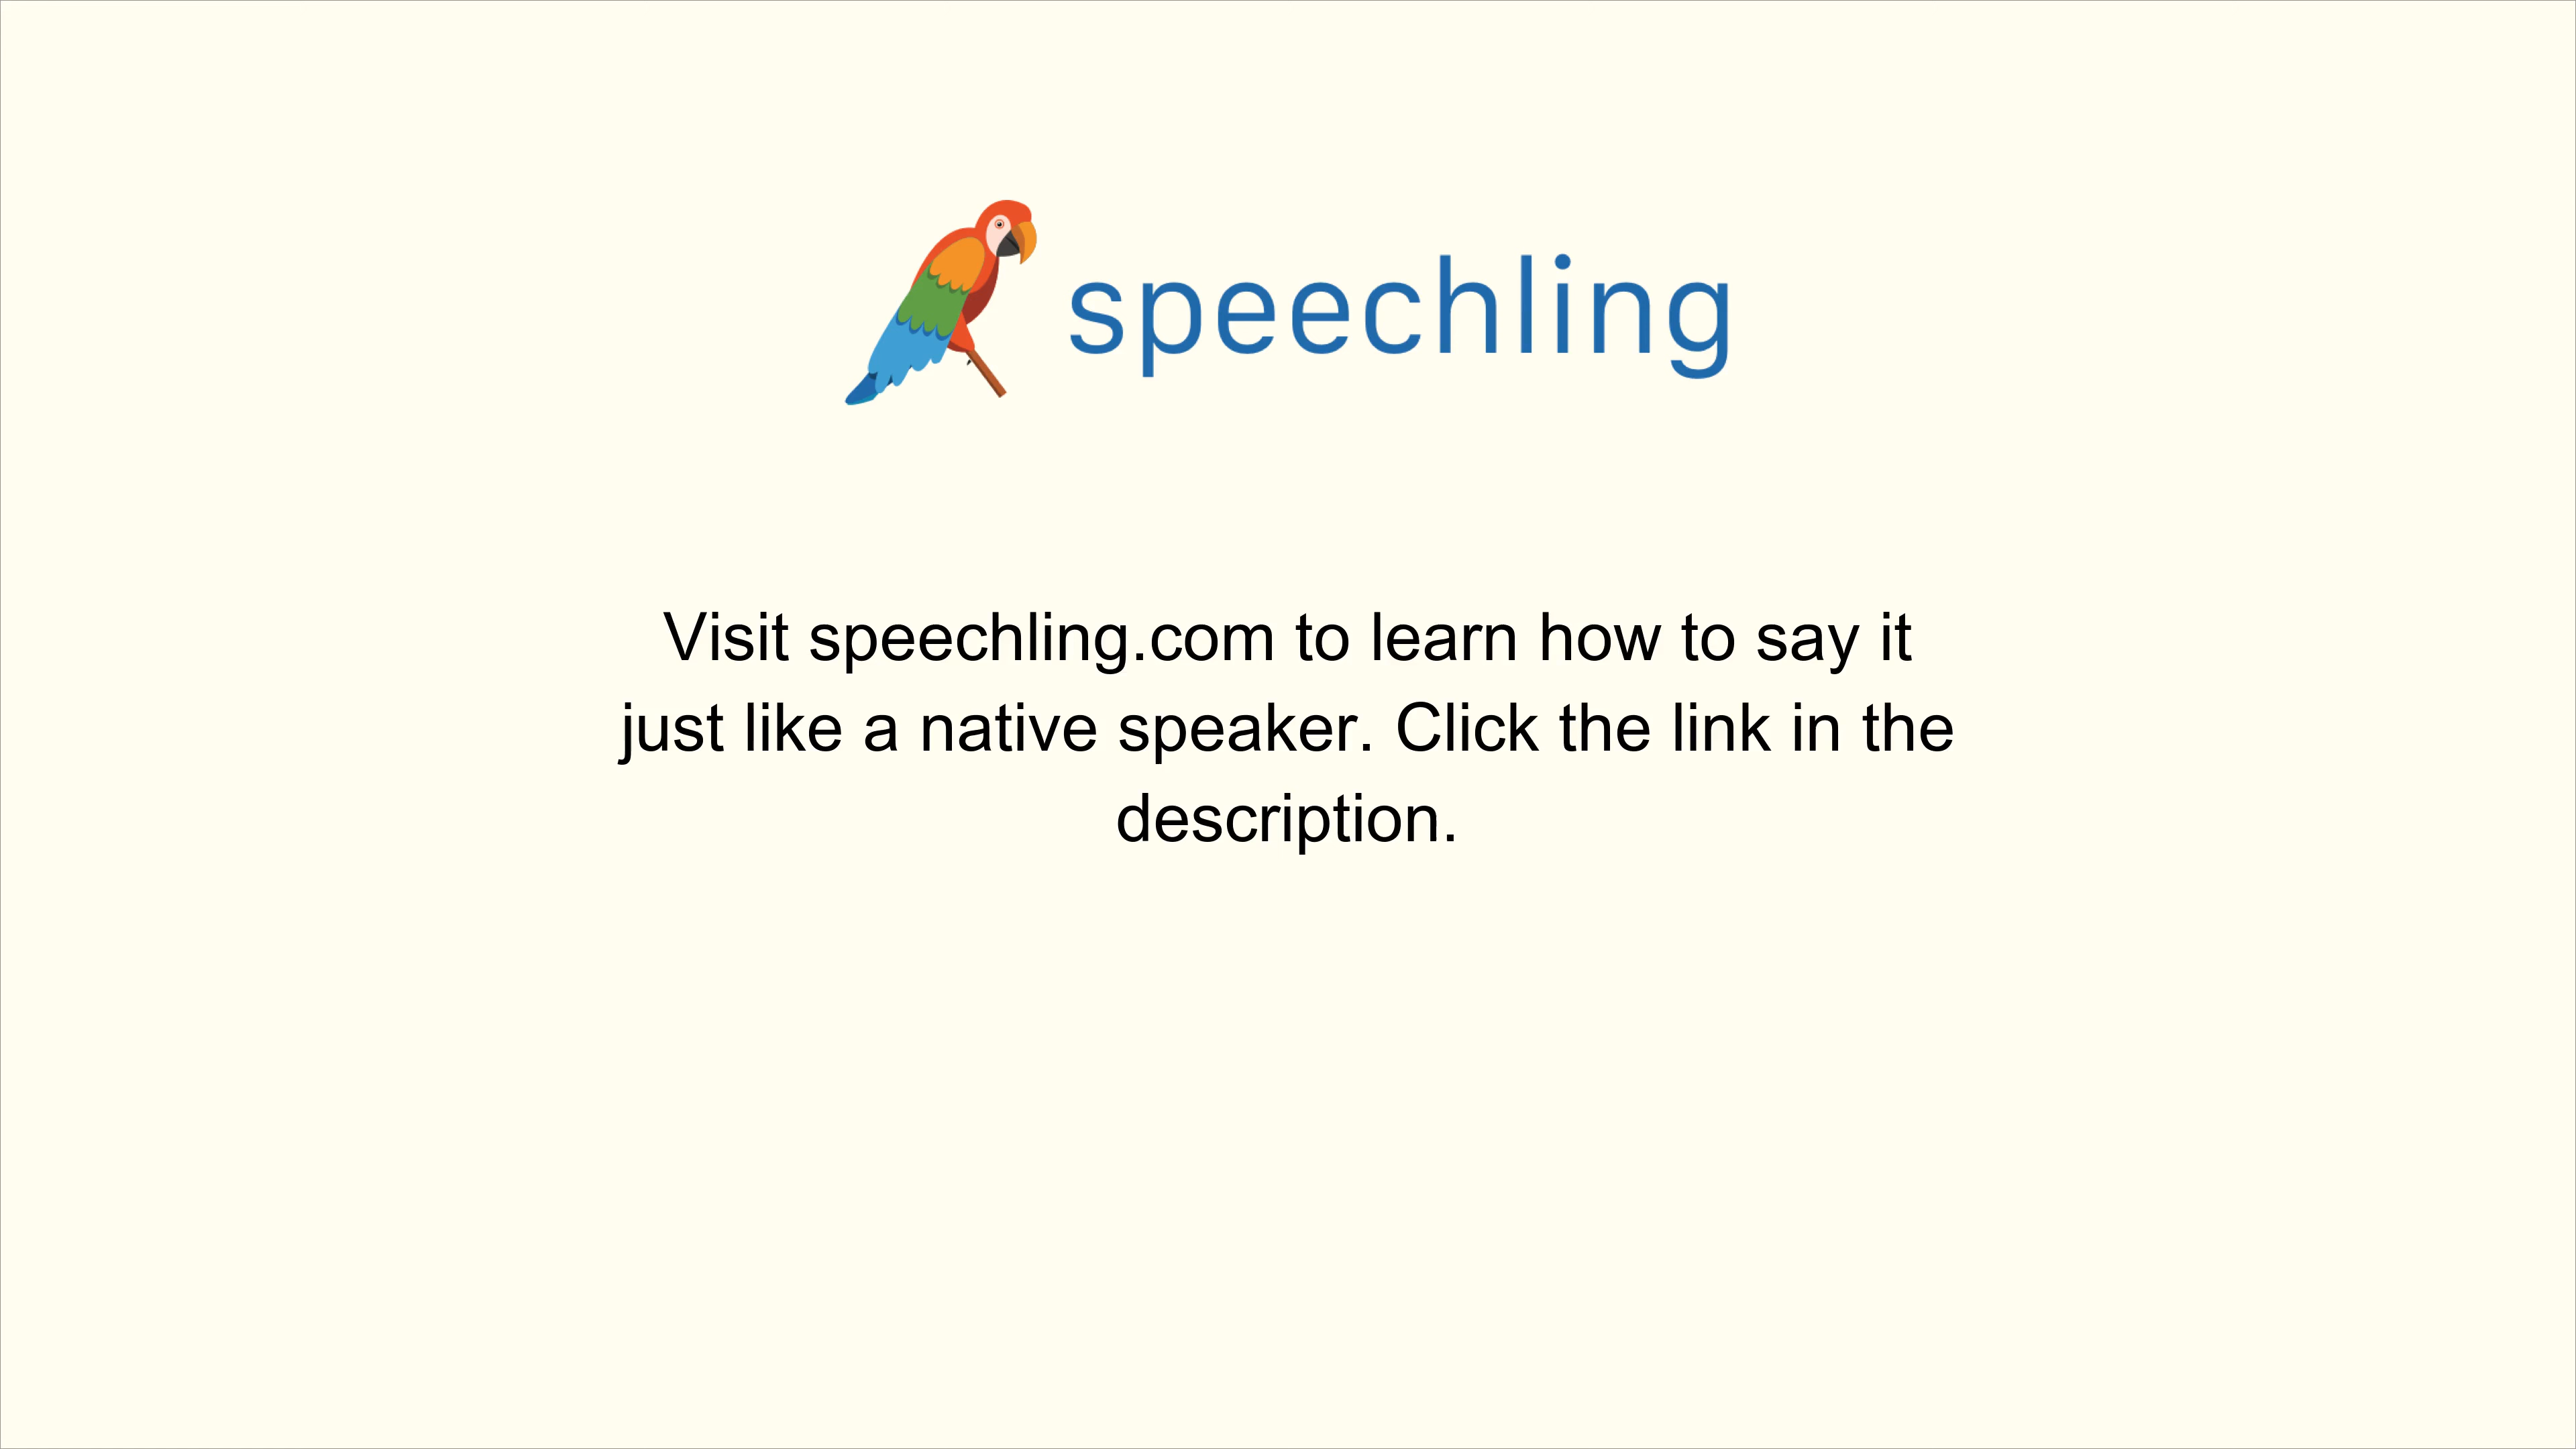 speechling
Visit speechling.com to learn how to say it
just like a native speaker. Click the link in the
description.